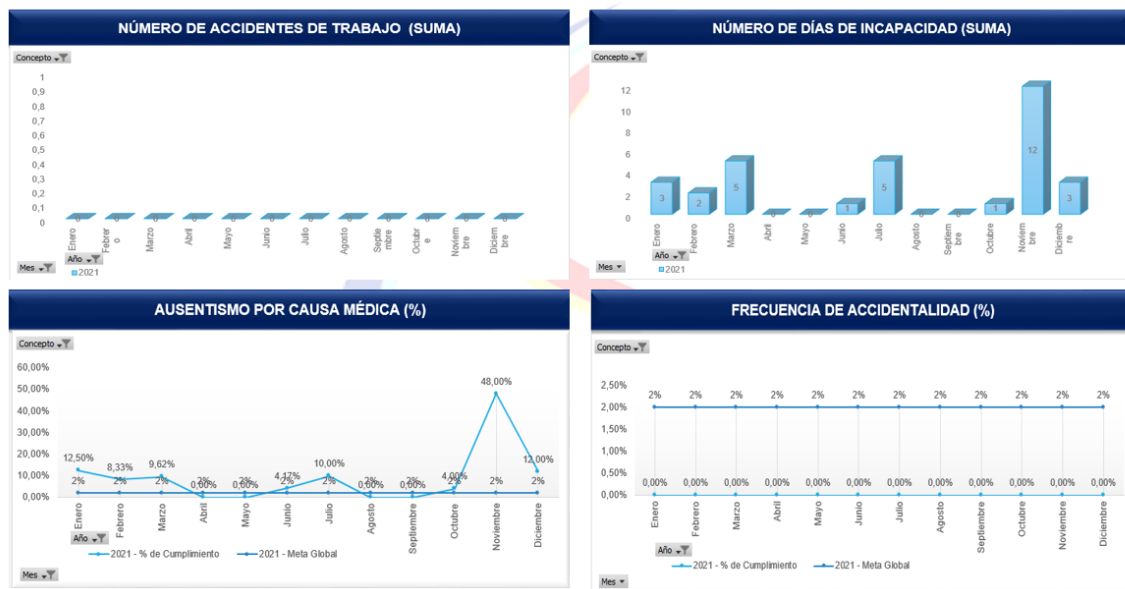 NÚMERO DE ACCIDENTES DE TRABAJO (SUMA)
Concepto
1
0,9
0,8
0,7
0,6
0,5
0,4
0,3
0,2
0,1
0
0 0 0 0 0 0 0 0 0 0 0 0
Enero
Febrer
o
Marzo
Abril
Mayo
Junio
Julio
Agosto
Septie
mbre
Octubr
e
Noviem
bre
Diciem
bre
Año
Mes
2021
NÚMERO DE DÍAS DE INCAPACIDAD (SUMA)
Concepto
12
10
8
6
4
2
0
3 2 5 0 0 1 5 0 0 1 12 3
Enero
Febrero
Marzo
Abril
Mayo
Junio
Julio
Agosto
Septiem
bre
Octubre
Noviem
bre
Diciemb
re
Año
Mes
2021
AUSENTISMO POR CAUSA MÉDICA (%)
Concepto
60,00%
50,00%
40,00%
30,00%
20,00%
10,00%
0,00%
12,50% 8,33% 9,62% 0,00% 0,00% 4,17% 10,00% 0,00% 0,00% 4,00% 48,00% 12,00%
2% 2% 2% 2% 2% 2% 2% 2% 2% 2% 2% 2%
Enero
Febrero
Marzo
Abril
Mayo
Junio
Julio
Agosto
Septiembre
Octubre
Noviembre
Diciembre
Año
2021 - % de Cumplimiento 2021 - Meta Global
Mes
FRECUENCIA DE ACCIDENTALIDAD (%)
Concepto
2,50%
2,00%
1,50%
1,00%
0,50%
0,00%
2% 2% 2% 2% 2% 2% 2% 2% 2% 2% 2% 2%
0,00% 0,00% 0,00% 0,00% 0,00% 0,00% 0,00% 0,00% 0,00% 0,00% 0,00% 0,00%
Enero
Febrero
Marzo
Abril
Mayo
Junio
Julio
Agosto
Septiembre
Octubre
Noviembre
Diciembre
Año
2021 - % de Cumplimiento 2021 - Meta Global
Mes